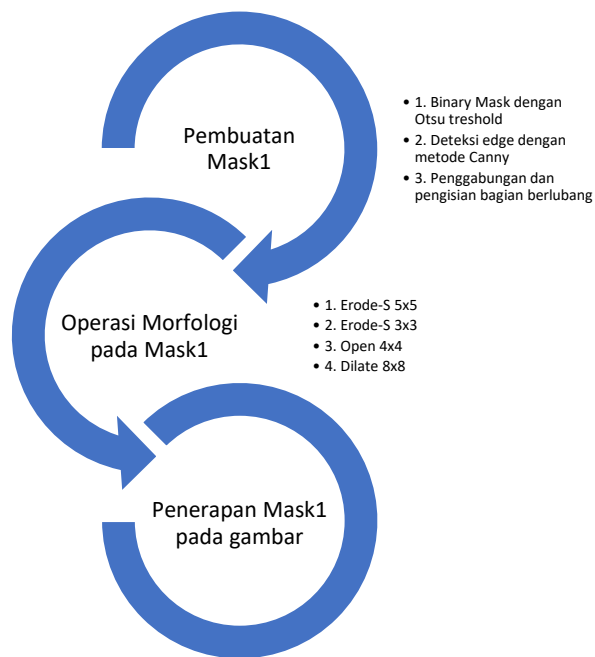 Pembuatan
Mask1
• 1. Binary Mask dengan
Otsu treshold
• 2. Deteksi edge dengan
metode Canny
• 3. Penggabungan dan
pengisian bagian berlubang
Operasi Morfologi
pada Mask1
• 1. Erode-S 5x5
• 2. Erode-S 3x3
• 3. Open 4x4
• 4. Dilate 8x8
Penerapan Mask1
pada gambar